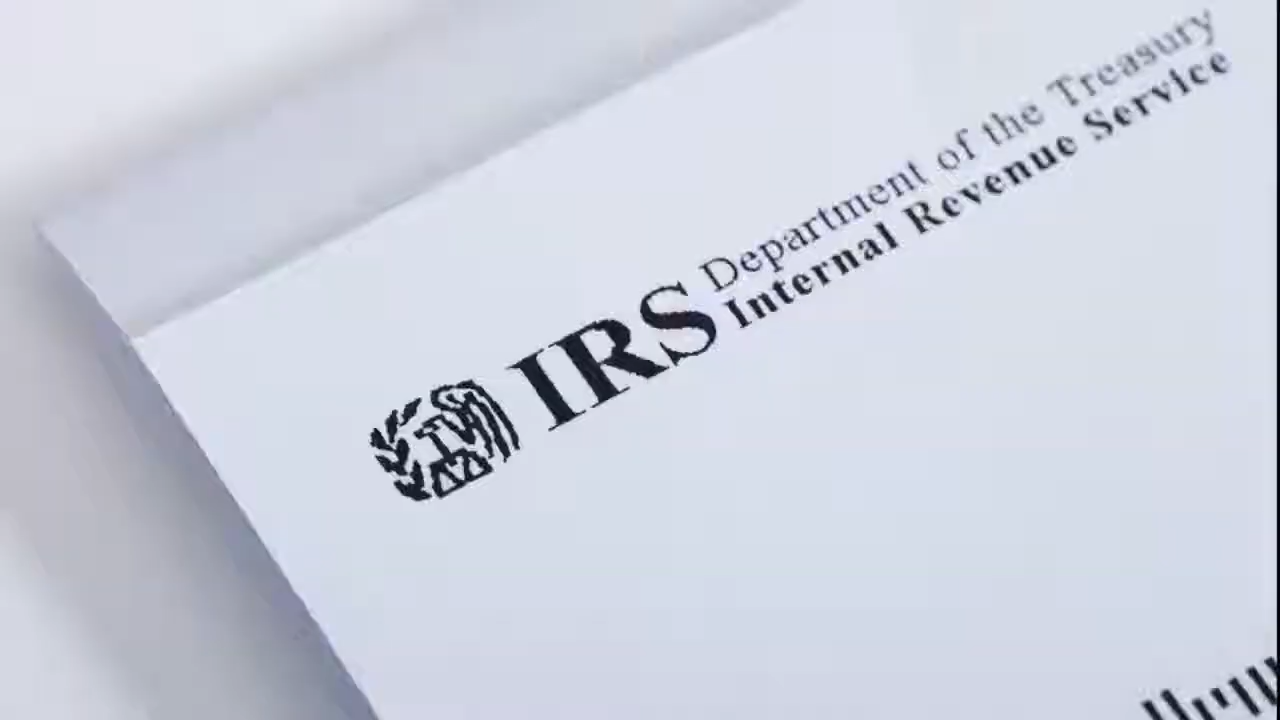 IRS
Department of the Treasury
Internal Revenue Service